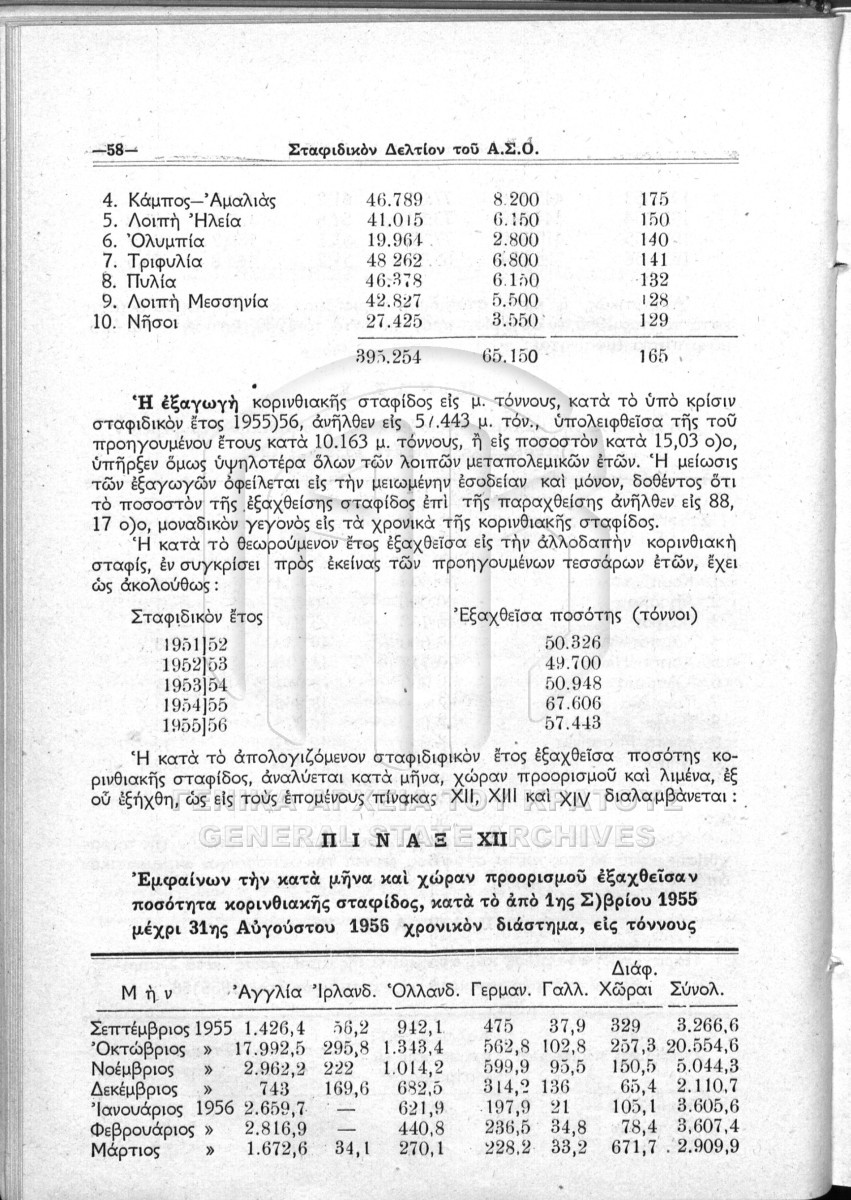 —58— Σταφιδικὸν Δελτίον τοῦ Α.Σ.Ο.
4. Κάμπος—Ἀμαλιὰς 46.789 8.200 175
5. Λοιπὴ Ἠλεία 41.015 6.150 150
6. Ὀλυμπία 19.964 2.800 140
7. Τριφυλία 48 262 6.800 141
8. Πυλία 46.378 6.150 132
9. Λοιπὴ Μεσσηνία 42.827 5.500 128
10. Νῆσοι 27.425 3.550 129
395.254 65.150 165
Ἡ ἐξαγωγὴ κορινθιακῆς σταφίδος εἰς μ. τόννους, κατὰ τὸ ὑπὸ κρίσιν
σταφιδικὸν ἔτος 1955)56, ἀνῆλθεν εἰς 57.443 μ. τόν., ὑπολειφθεῖσα τῆς τοῦ
προηγουμένου ἔτους κατὰ 10.163 μ. τόννους, ἢ εἰς ποσοστὸν κατὰ 15,03 ο)ο,
ὑπῆρξεν ὅμως ὑψηλοτέρα ὅλων τῶν λοιπῶν μεταπολεμικῶν ἐτῶν. Ἡ μείωσις
τῶν ἐξαγωγῶν ὀφείλεται εἰς τὴν μειωμένην ἐσοδείαν καὶ μόνον, δοθέντος ὅτι
τὸ ποσοστὸν τῆς ἐξαχθείσης σταφίδος ἐπὶ τῆς παραχθείσης ἀνῆλθεν εἰς 88,
17 ο)ο, μοναδικὸν γεγονὸς εἰς τὰ χρονικὰ τῆς κορινθιακῆς σταφίδος.
Ἡ κατὰ τὸ θεωρούμενον ἔτος ἐξαχθεῖσα εἰς τὴν ἀλλοδαπὴν κορινθιακὴ
σταφίς, ἐν συγκρίσει πρὸς ἐκείνας τῶν προηγουμένων τεσσάρων ἐτῶν, ἔχει
ὡς ἀκολούθως :
Σταφιδικὸν ἔτος Ἐξαχθεῖσα ποσότης (τόννοι)
1951]52 50.326
1952]53 49.700
1953]54 50.948
1954]55 67.606
1955]56 57.443
Ἡ κατὰ τὸ ἀπολογιζόμενον σταφιδιφικὸν ἔτος ἐξαχθεῖσα ποσότης κο-
ρινθιακῆς σταφίδος, ἀναλύεται κατὰ μῆνα, χώραν προορισμοῦ καὶ λιμένα, ἐξ
οὗ ἐξήχθη, ὡς εἰς τοὺς ἑπομένους πίνακας XII, XIII καὶ XIV διαλαμβάνεται :
ΓΕΝΙΚΑ ΑΡΧΕΙΑ ΤΟΥ ΚΡΑΤΟΥΣ
GENERAL STATE ARCHIVES
Π Ι Ν Α Ξ XII
Ἐμφαίνων τὴν κατὰ μῆνα καὶ χώραν προορισμοῦ ἐξαχθεῖσαν
ποσότητα κορινθιακῆς σταφίδος, κατὰ τὸ ἀπὸ 1ης Σ)βρίου 1955
μέχρι 31ης Αὐγούστου 1956 χρονικὸν διάστημα, εἰς τόννους
Μὴν Ἀγγλία Ἰρλανδ. Ὁλλανδ. Γερμαν. Γαλλ. Διάφ. Χῶραι Σύνολ.
Σεπτέμβριος 1955 1.426,4 56,2 942,1 475 37,9 329 3.266,6
Ὀκτώβριος » 17.992,5 295,8 1.343,4 562,8 102,8 257,3 20.554,6
Νοέμβριος » 2.962,2 222 1.014,2 599,9 95,5 150,5 5.044,3
Δεκέμβριος » 743 169,6 682,5 314,2 136 65,4 2.110,7
Ἰανουάριος 1956 2.659,7 — 621,9 197,9 21 105,1 3.605,6
Φεβρουάριος » 2.816,9 — 440,8 236,5 34,8 78,4 3,607,4
Μάρτιος » 1.672,6 34,1 270,1 228,2 33,2 671,7 2.909,9